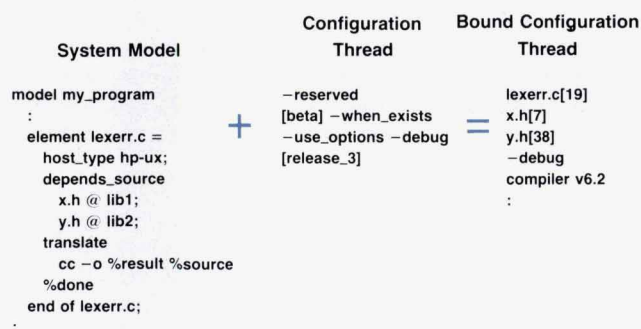 System Model
model my_program
:
element lexerr.c =
host_type hp-ux;
depends_source
x.h @ lib1;
y.h @ lib2;
translate
cc −o %result %source
%done
end of lexerr.c;
:
+
Configuration
Thread
−reserved
[beta] −when_exists
−use_options −debug
[release_3]
=
Bound Configuration
Thread
lexerr.c[19]
x.h[7]
y.h[38]
−debug
compiler v6.2
: